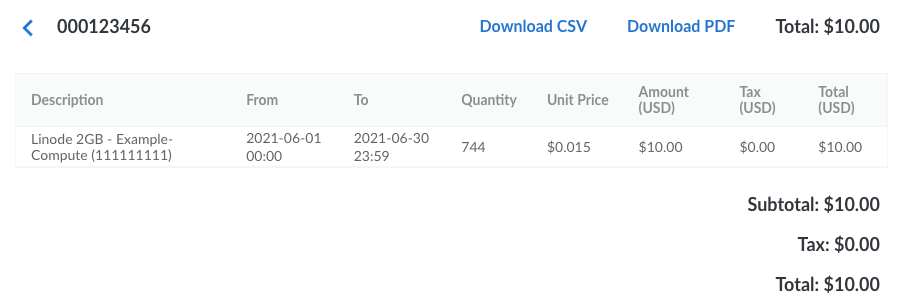 000123456 Download CSV Download PDF Total: $10.00
Description From To Quantity Unit Price Amount (USD) Tax (USD) Total (USD)
Linode 2GB - Example-Compute (111111111) 2021-06-01 00:00 2021-06-30 23:59 744 $0.015 $10.00 $0.00 $10.00
Subtotal: $10.00
Tax: $0.00
Total: $10.00